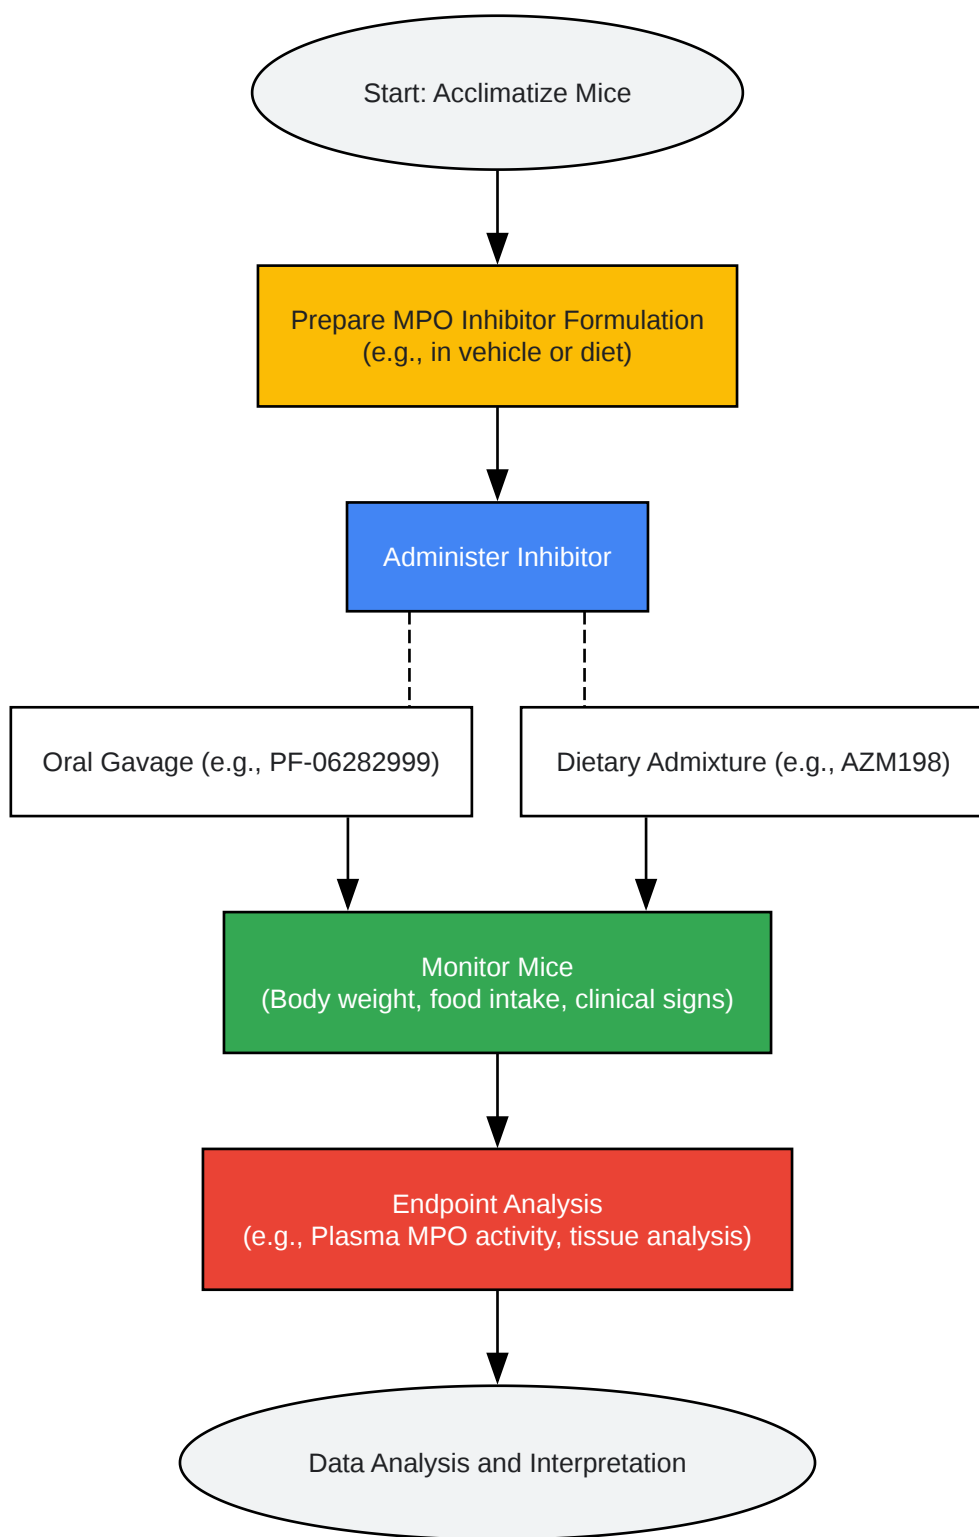 Start: Acclimatize Mice
Prepare MPO Inhibitor Formulation
(e.g., in vehicle or diet)
Administer Inhibitor
Oral Gavage (e.g., PF-06282999)
Dietary Admixture (e.g., AZM198)
Monitor Mice
(Body weight, food intake, clinical signs)
Endpoint Analysis
(e.g., Plasma MPO activity, tissue analysis)
Data Analysis and Interpretation